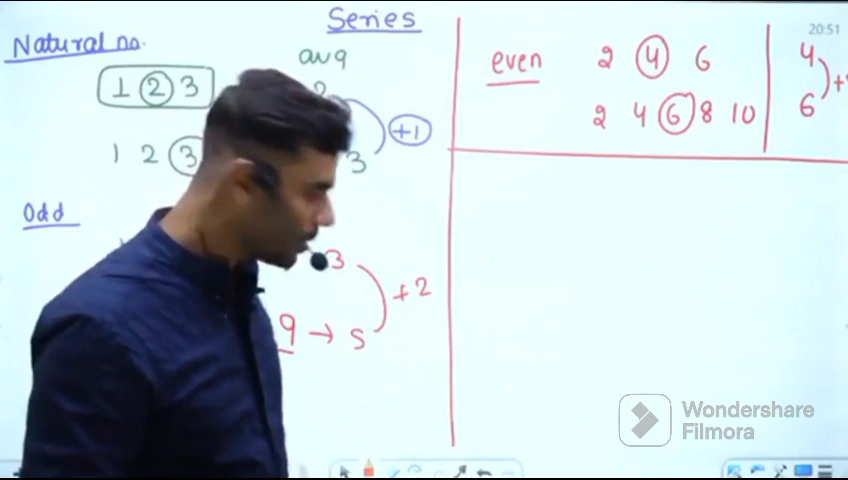 Series
Natural no.
avg
1 2 3
2
+1
1 2 3
3
Odd
3
+2
9 → 5
20:51
even 2 4 6
4
2 4 6 8 10
6
Wondershare
Filmora